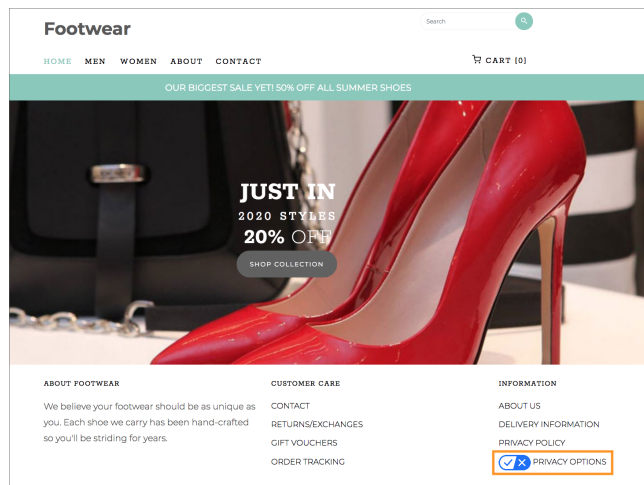 Footwear
Search
HOME MEN WOMEN ABOUT CONTACT
CART [0]
OUR BIGGEST SALE YET! 50% OFF ALL SUMMER SHOES
JUST IN
2020 STYLES
20% OFF
SHOP COLLECTION
ABOUT FOOTWEAR
We believe your footwear should be as unique as
you. Each shoe we carry has been hand-crafted
so you'll be striding for years.
CUSTOMER CARE
CONTACT
RETURNS/EXCHANGES
GIFT VOUCHERS
ORDER TRACKING
INFORMATION
ABOUT US
DELIVERY INFORMATION
PRIVACY POLICY
PRIVACY OPTIONS